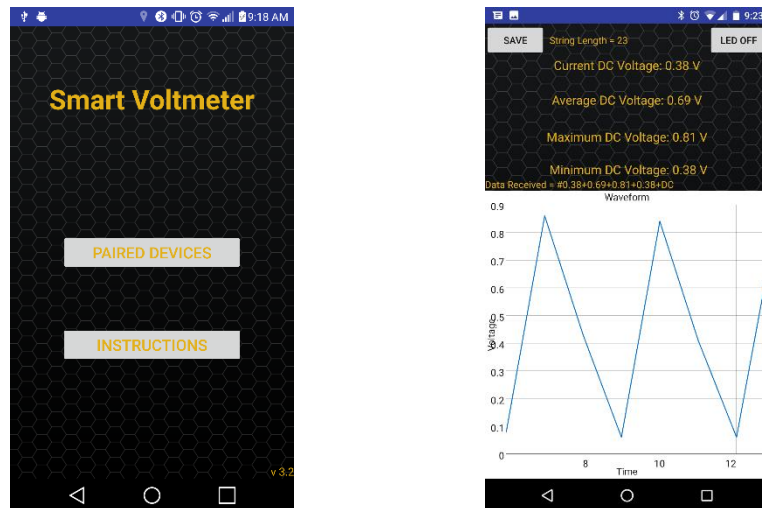 9:18 AM
Smart Voltmeter
PAIRED DEVICES
INSTRUCTIONS
v 3.2
9:23
SAVE
String Length = 23
LED OFF
Current DC Voltage: 0.38 V
Average DC Voltage: 0.69 V
Maximum DC Voltage: 0.81 V
Minimum DC Voltage: 0.38 V
Data Received = #0.38+0.69+0.81+0.38+DC
Waveform
0.9
0.8
0.7
0.6
0.5
Voltage
0.4
0.3
0.2
0.1
0
8
10
12
Time